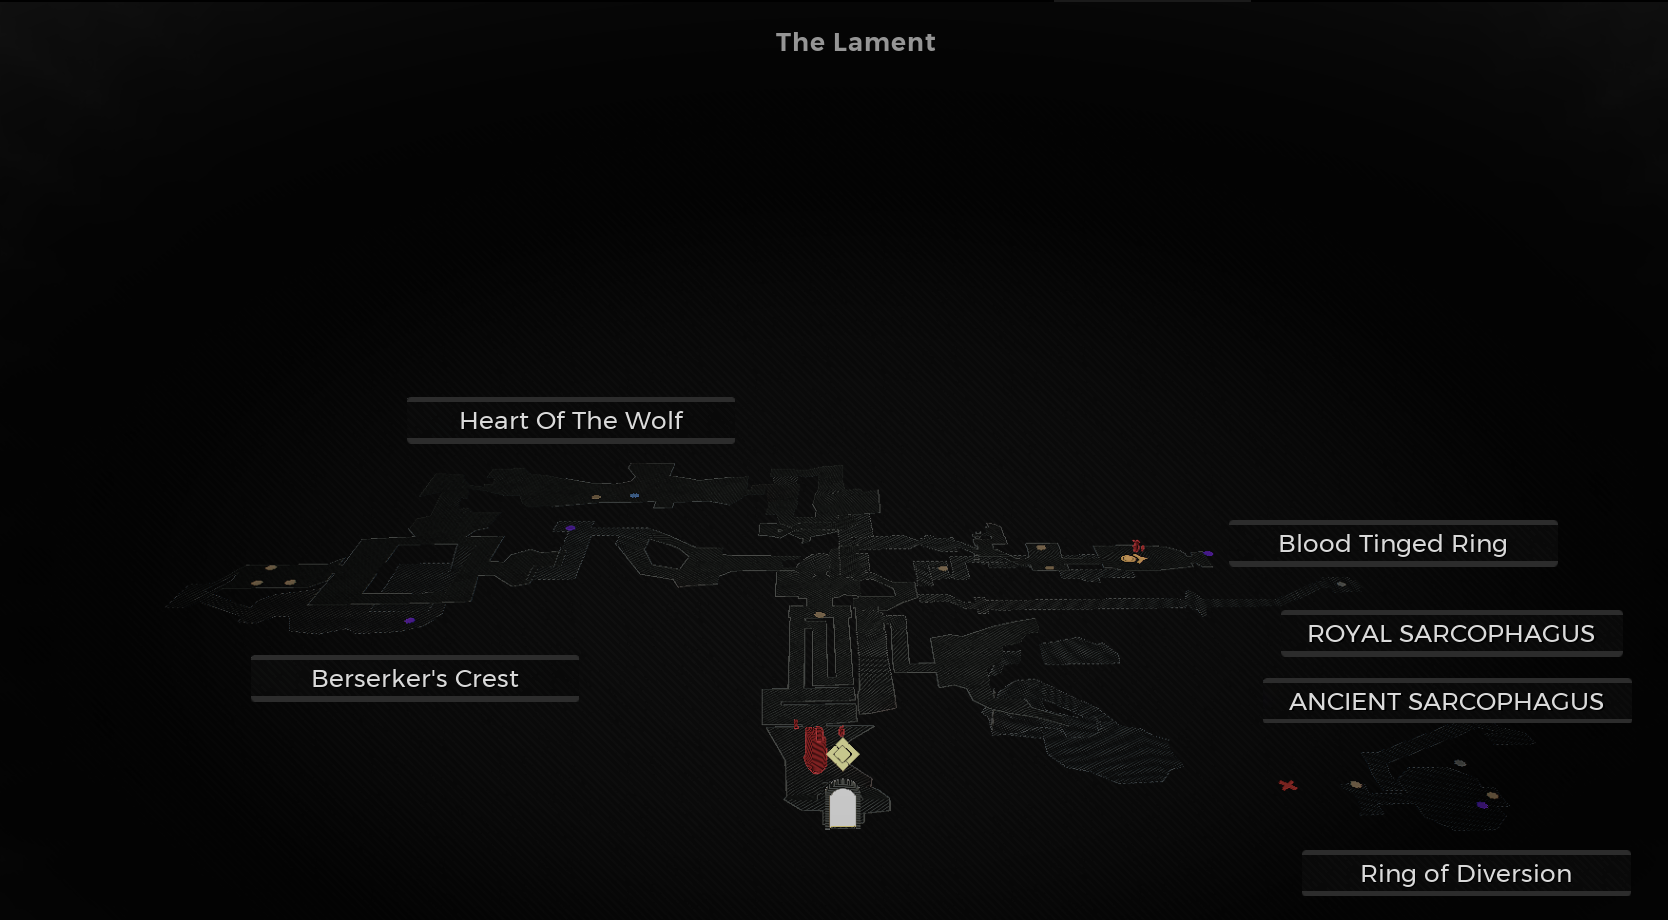 The Lament
Heart Of The Wolf
Blood Tinged Ring
ROYAL SARCOPHAGUS
Berserker's Crest
ANCIENT SARCOPHAGUS
Ring of Diversion